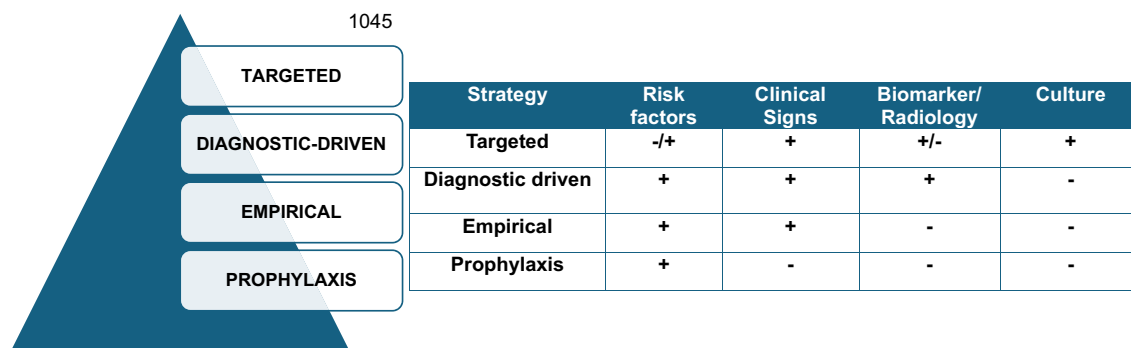 1045
TARGETED
DIAGNOSTIC-DRIVEN
EMPIRICAL
PROPHYLAXIS
Strategy Risk factors Clinical Signs Biomarker/ Radiology Culture
Targeted -/+ + +/- +
Diagnostic driven + + + -
Empirical + + - -
Prophylaxis + - - -